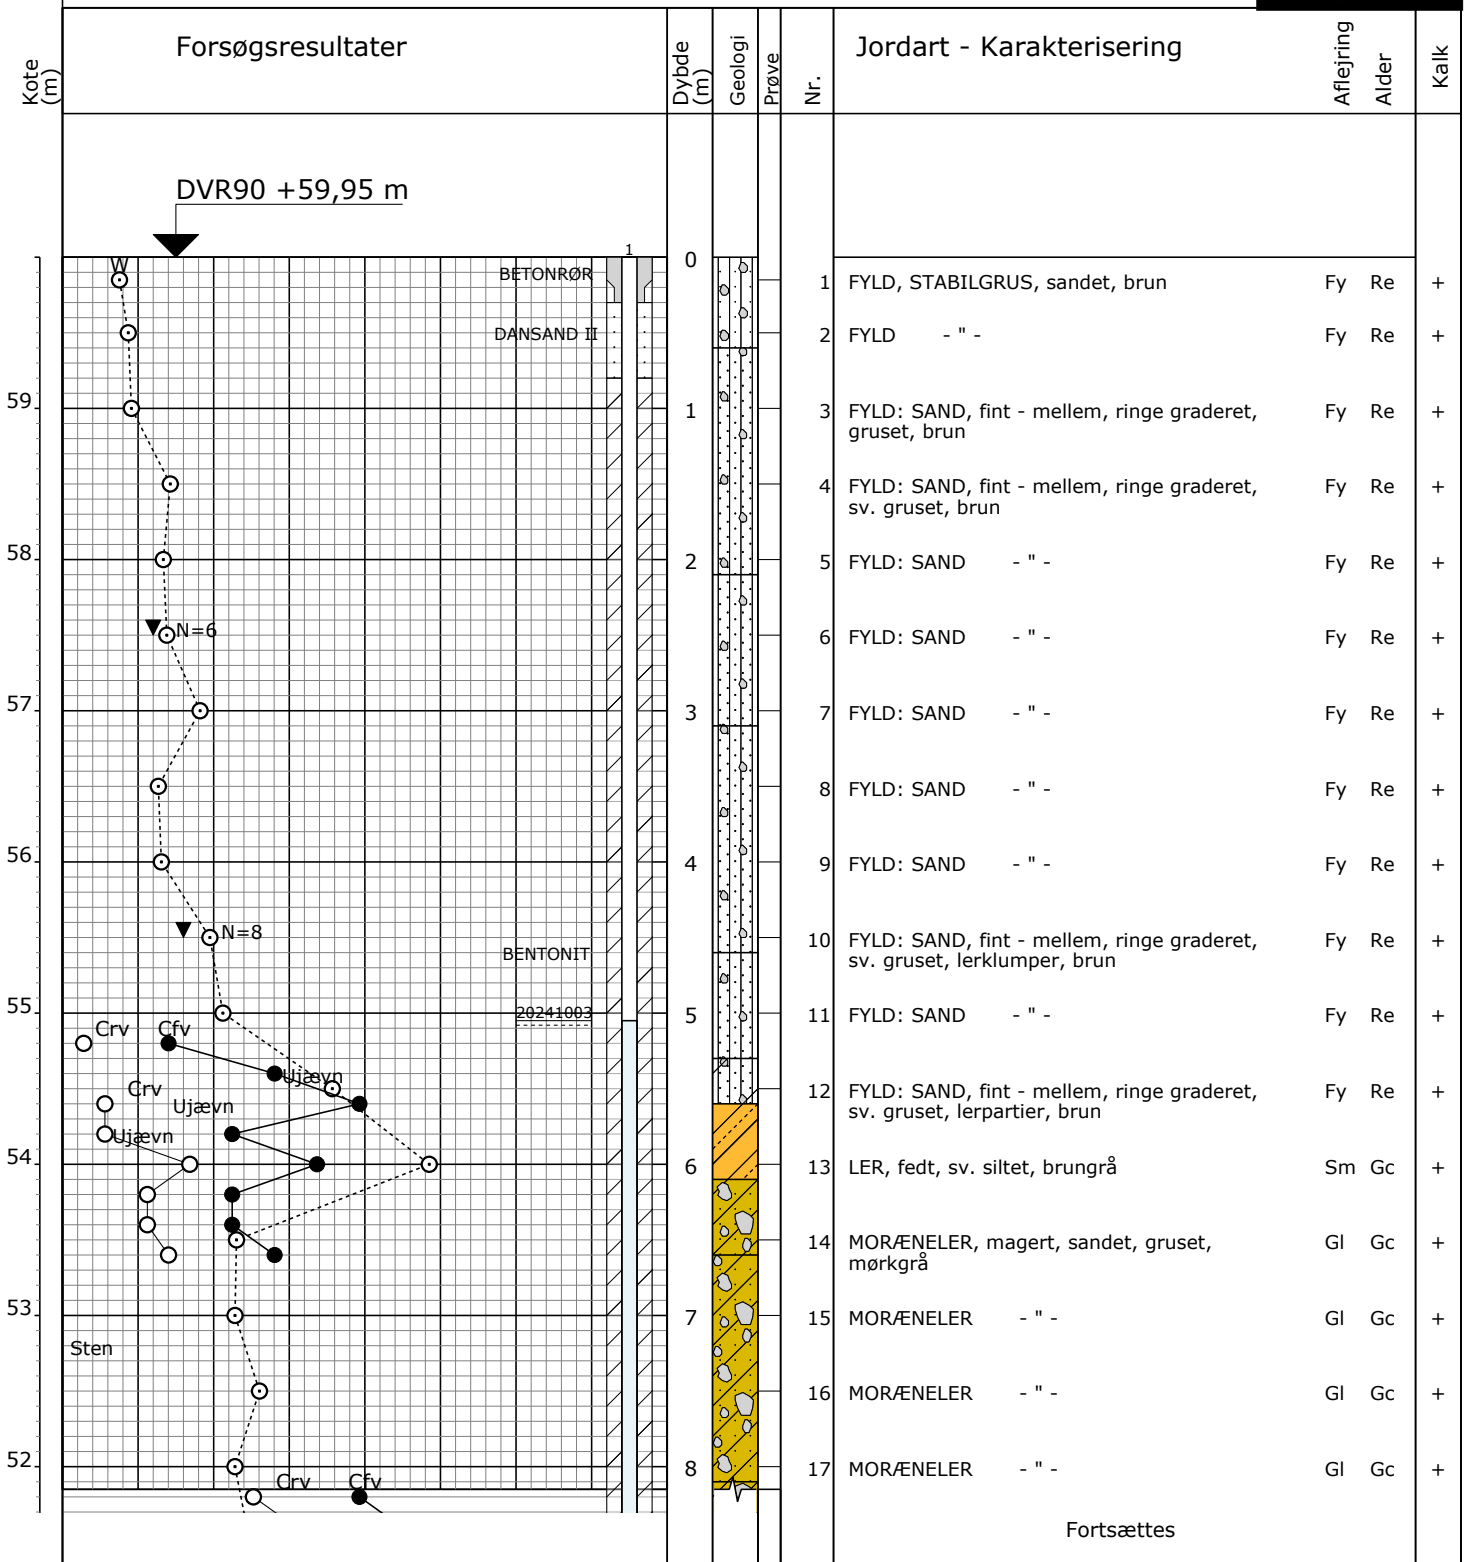 Forsøgsresultater
Kote
(m)
Dybde
(m)
Geologi
Prøve
Nr.
Jordart - Karakterisering
Aflejring
Alder
Kalk
DVR90 +59,95 m
W
1
BETONRØR
0
1 FYLD, STABILGRUS, sandet, brun Fy Re +
DANSAND II
2 FYLD - " - Fy Re +
59
1
3 FYLD: SAND, fint - mellem, ringe graderet, Fy Re +
gruset, brun
4 FYLD: SAND, fint - mellem, ringe graderet, Fy Re +
sv. gruset, brun
58
2
5 FYLD: SAND - " - Fy Re +
N=6
6 FYLD: SAND - " - Fy Re +
57
3
7 FYLD: SAND - " - Fy Re +
8 FYLD: SAND - " - Fy Re +
56
4
9 FYLD: SAND - " - Fy Re +
N=8
10 FYLD: SAND, fint - mellem, ringe graderet, Fy Re +
sv. gruset, lerklumper, brun
BENTONIT
55
20241003
5
11 FYLD: SAND - " - Fy Re +
Crv
Cfv
Ujævn
Crv
Ujævn
12 FYLD: SAND, fint - mellem, ringe graderet, Fy Re +
sv. gruset, lerpartier, brun
Ujævn
54
6
13 LER, fedt, sv. siltet, brungrå Sm Gc +
14 MORÆNELER, magert, sandet, gruset, Gl Gc +
mørkgrå
53
7
15 MORÆNELER - " - Gl Gc +
Sten
16 MORÆNELER - " - Gl Gc +
52
8
17 MORÆNELER - " - Gl Gc +
Crv
Cfv
Fortsættes